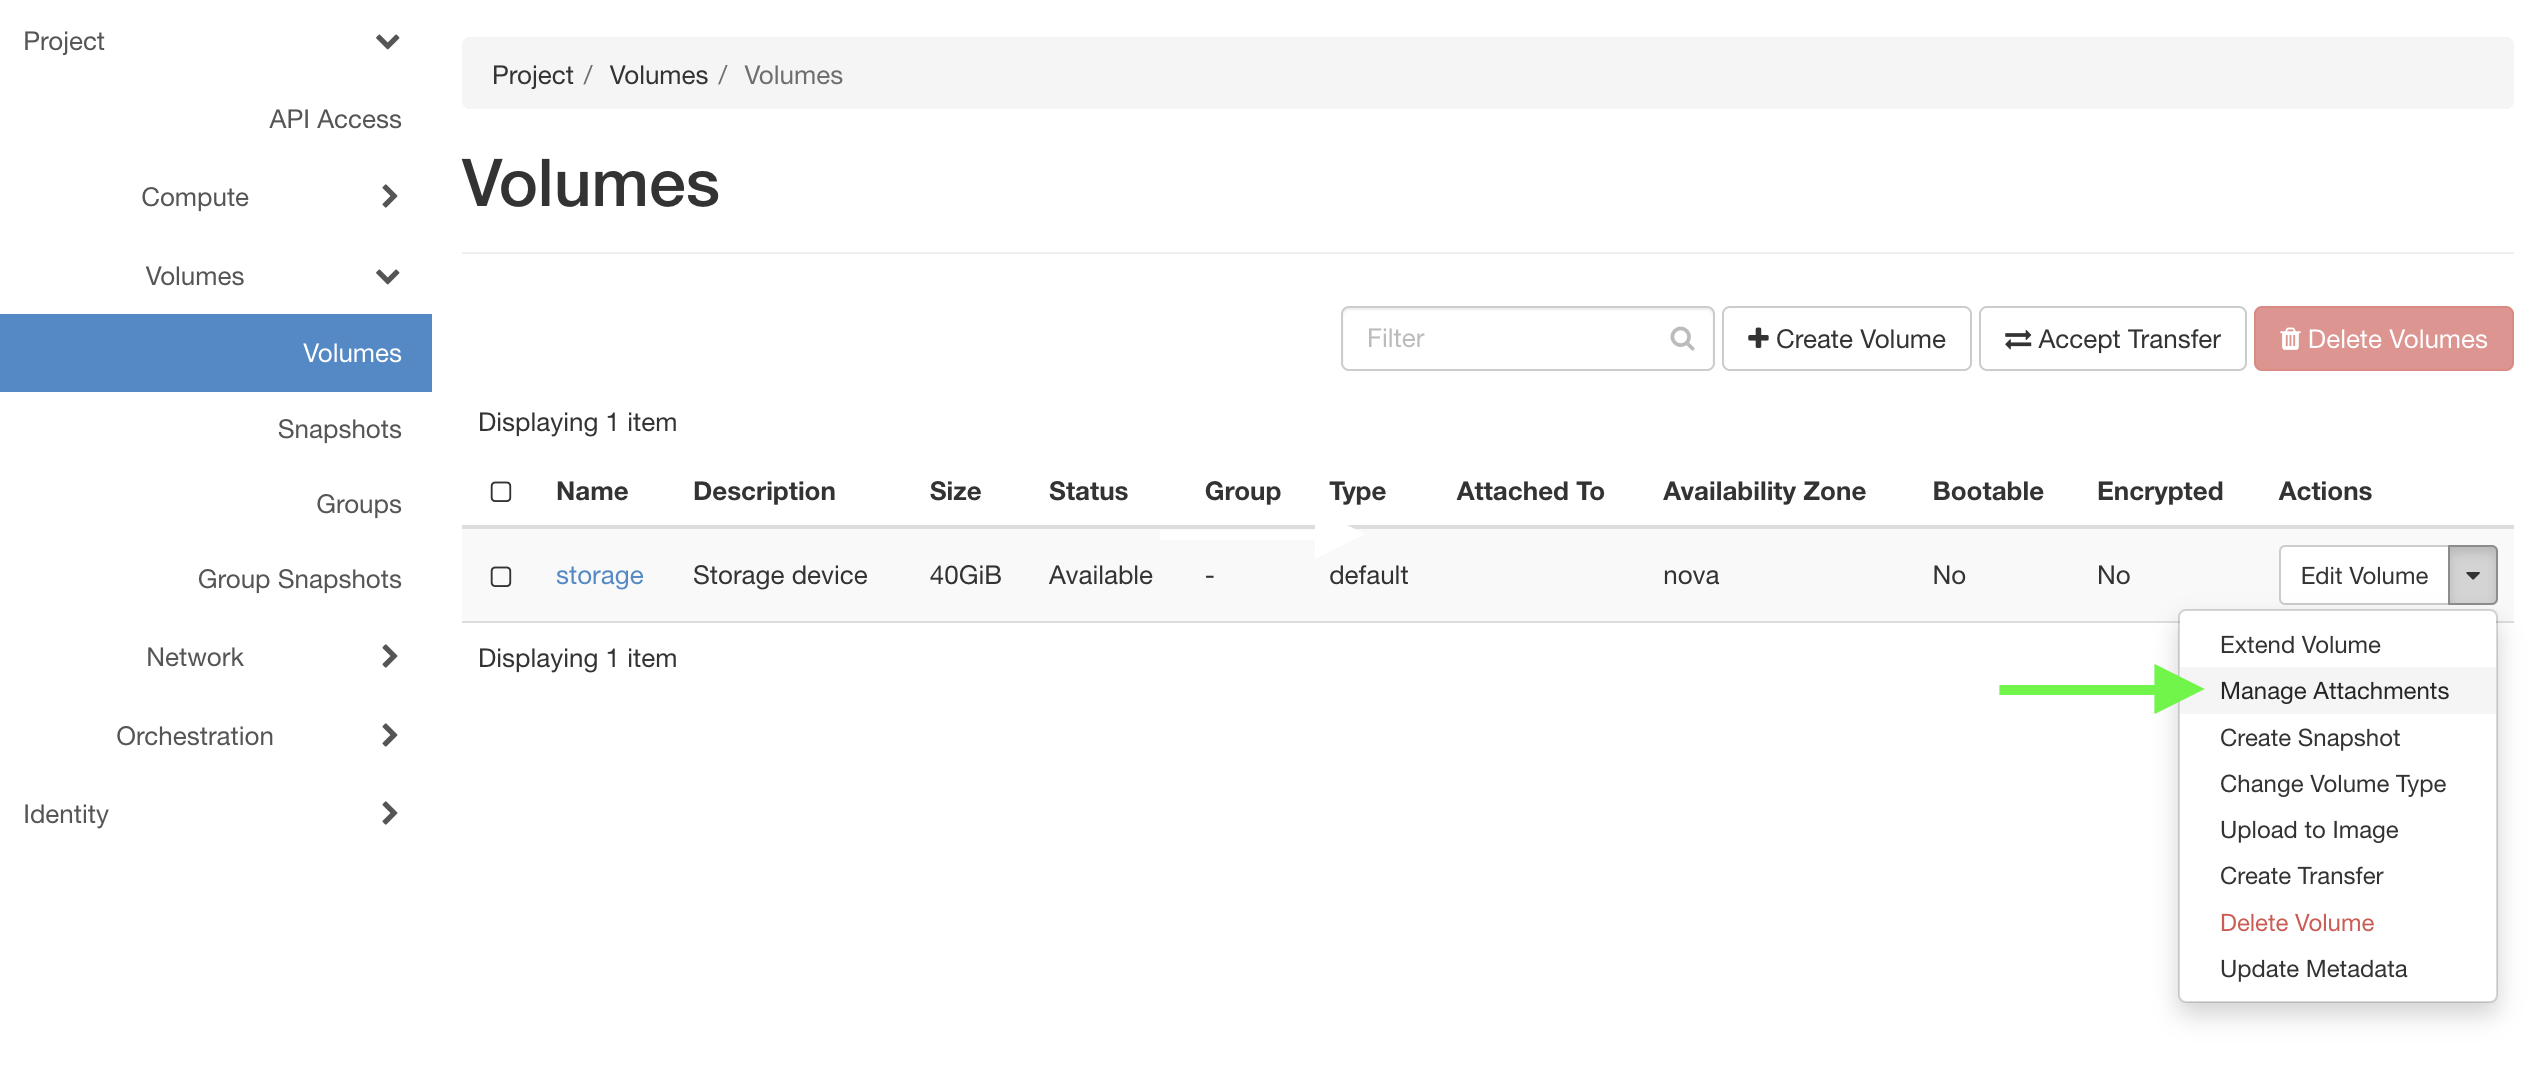 Project
API Access
Compute
Volumes
Volumes
Snapshots
Groups
Group Snapshots
Network
Orchestration
Identity
Project / Volumes / Volumes
Volumes
Filter Create Volume Accept Transfer Delete Volumes
Displaying 1 item
Name Description Size Status Group Type Attached To Availability Zone Bootable Encrypted Actions
storage Storage device 40GiB Available - default nova No No Edit Volume
Displaying 1 item
Extend Volume
Manage Attachments
Create Snapshot
Change Volume Type
Upload to Image
Create Transfer
Delete Volume
Update Metadata